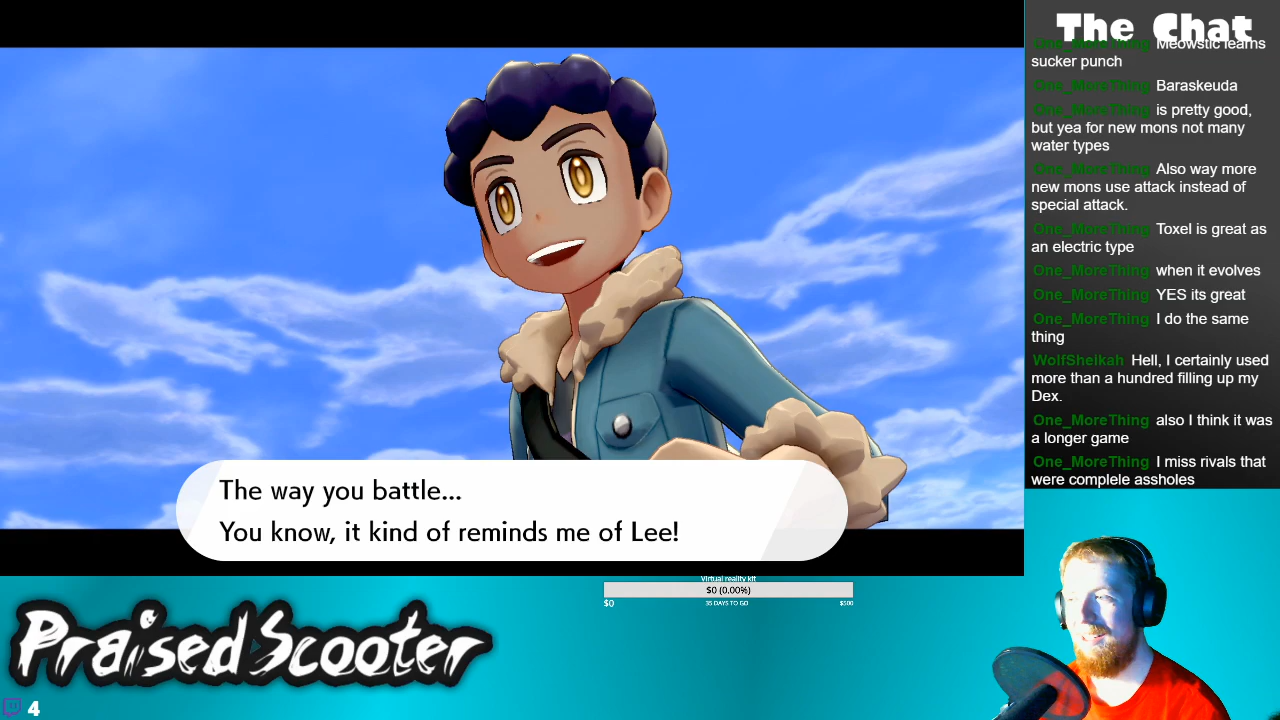 The Chat
One_MoreThing Meowstic learns
sucker punch
One_MoreThing Baraskeuda
One_MoreThing is pretty good,
but yea for new mons not many
water types
One_MoreThing Also way more
new mons use attack instead of
special attack.
One_MoreThing Toxel is great as
an electric type
One_MoreThing when it evolves
One_MoreThing YES its great
One_MoreThing I do the same
thing
WolfSheikah Hell, I certainly used
more than a hundred filling up my
Dex.
One_MoreThing also I think it was
a longer game
One_MoreThing I miss rivals that
were complele assholes
The way you battle...
You know, it kind of reminds me of Lee!
Virtual reality kit
$0 (0.00%)
$0 35 DAYS TO GO $500
PraisedScooter
4